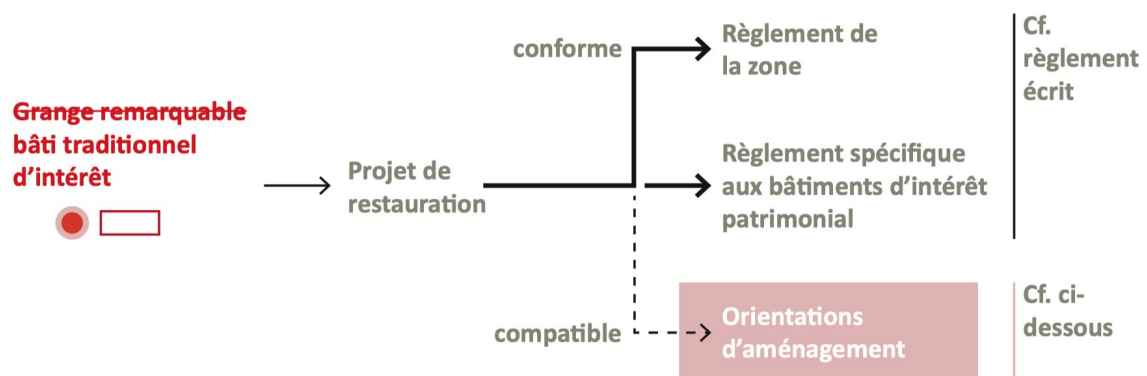 Grange remarquable
bâti traditionnel
d'intérêt
Projet de
restauration
conforme
Règlement de
la zone
Règlement spécifique
aux bâtiments d'intérêt
patrimonial
Cf.
règlement
écrit
compatible
Orientations
d'aménagement
Cf. ci-
dessous